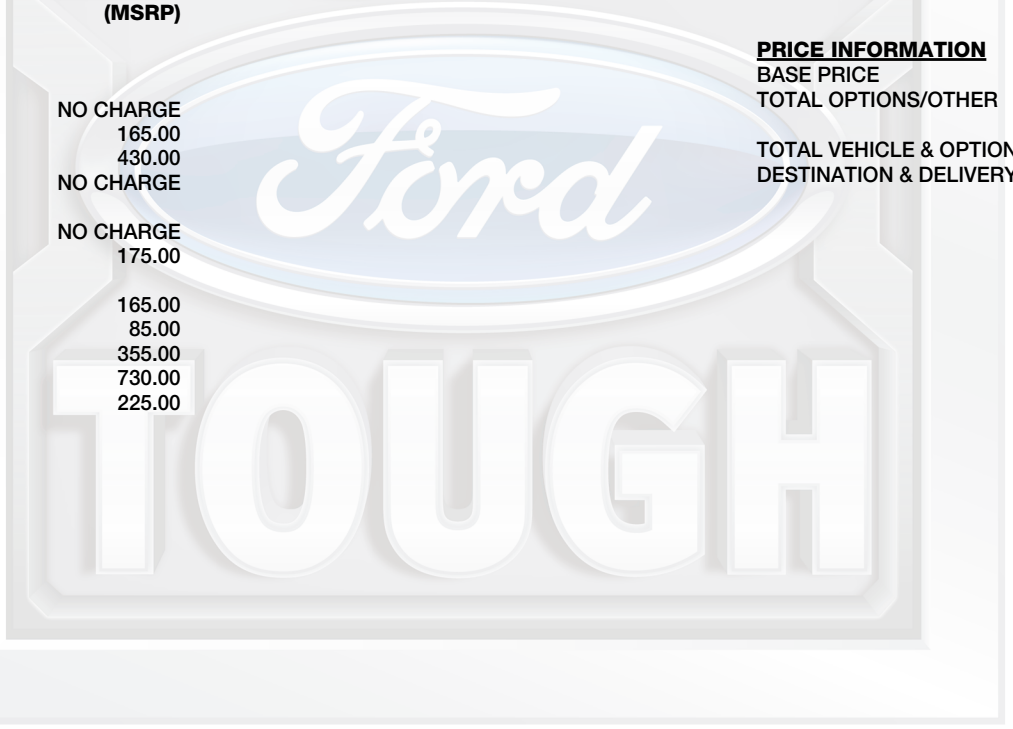 (MSRP)
NO CHARGE
165.00
430.00
NO CHARGE
NO CHARGE
175.00
165.00
85.00
355.00
730.00
225.00
PRICE INFORMATION
BASE PRICE
TOTAL OPTIONS/OTHER
TOTAL VEHICLE & OPTION
DESTINATION & DELIVERY
Ford
TOUGH